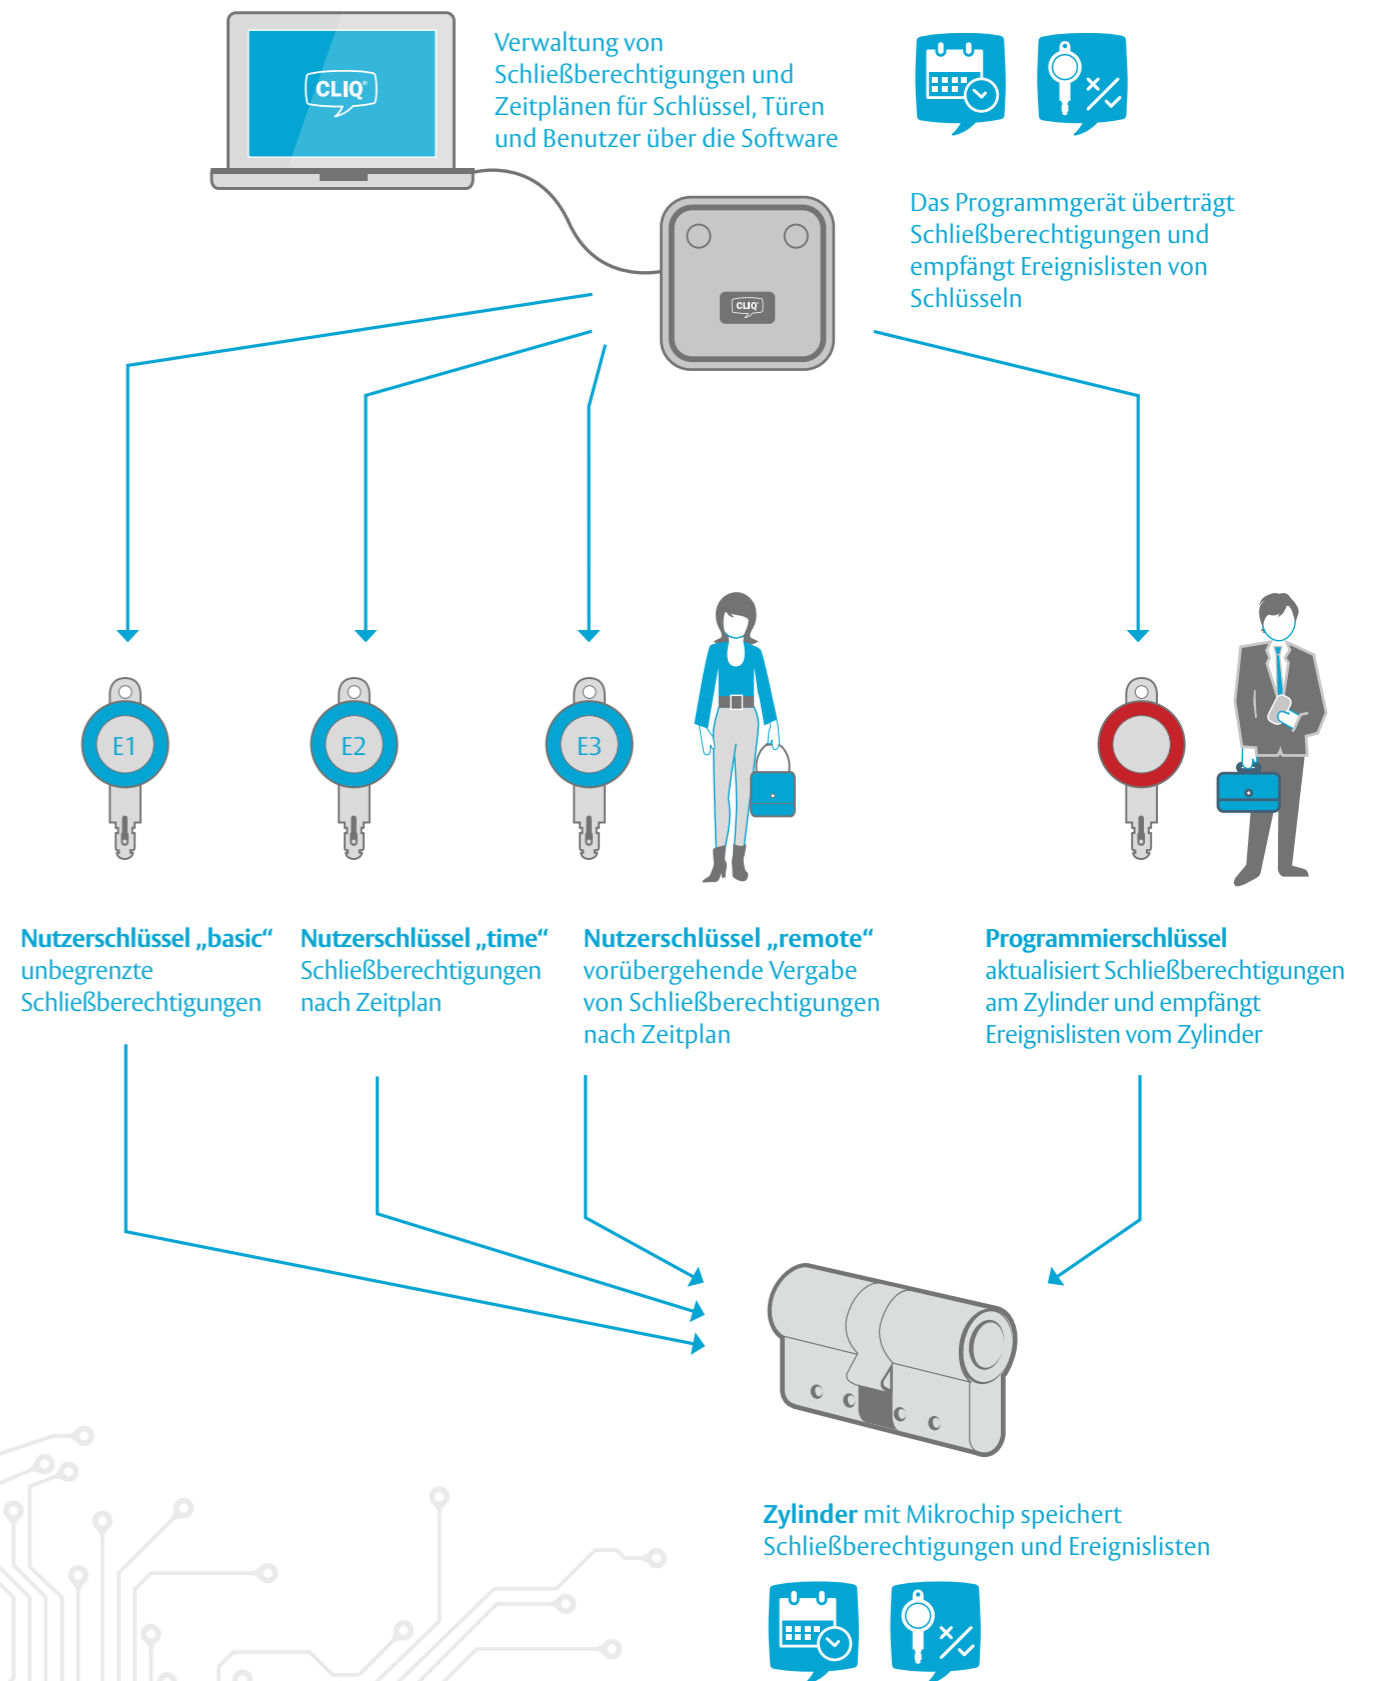 CLIQ®
Verwaltung von
Schließberechtigungen und
Zeitplänen für Schlüssel, Türen
und Benutzer über die Software
Das Programmgerät überträgt
Schließberechtigungen und
empfängt Ereignislisten von
Schlüsseln
CLIQ
E1
E2
E3
Nutzerschlüssel „basic“
unbegrenzte
Schließberechtigungen
Nutzerschlüssel „time“
Schließberechtigungen
nach Zeitplan
Nutzerschlüssel „remote“
vorübergehende Vergabe
von Schließberechtigungen
nach Zeitplan
Programmierschlüssel
aktualisiert Schließberechtigungen
am Zylinder und empfängt
Ereignislisten vom Zylinder
Zylinder mit Mikrochip speichert
Schließberechtigungen und Ereignislisten